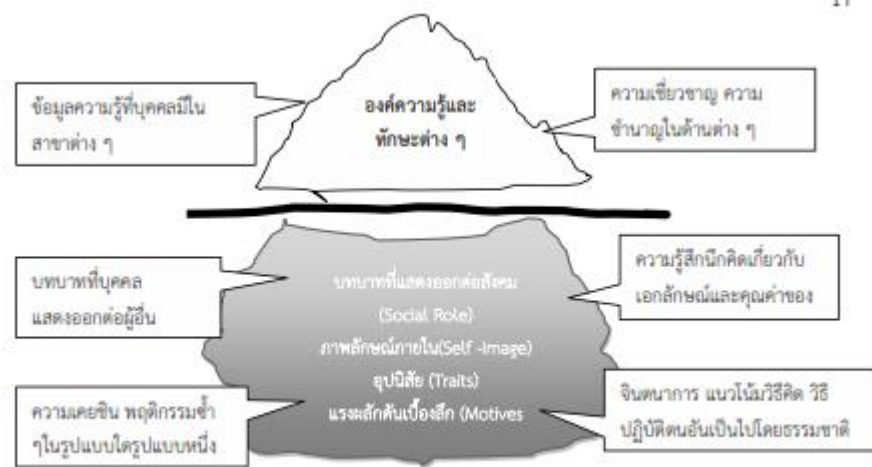 ข้อมูลความรู้ที่บุคคลมีใน
สาขาต่าง ๆ
องค์ความรู้และ
ทักษะต่าง ๆ
ความเชี่ยวชาญ ความ
ชำนาญในด้านต่าง ๆ
บทบาทที่บุคคล
แสดงออกต่อผู้อื่น
บทบาทที่แสดงออกต่อสังคม
(Social Role)
ภาพลักษณ์ภายใน(Self -Image)
อุปนิสัย (Traits)
แรงผลักดันเบื้องลึก (Motives
ความรู้สึกนึกคิดเกี่ยวกับ
เอกลักษณ์และคุณค่าของ
ความเคยชิน พฤติกรรมซ้ำ
ๆในรูปแบบใดรูปแบบหนึ่ง
จินตนาการ แนวโน้มวิธีคิด วิธี
ปฏิบัติตนอันเป็นไปโดยธรรมชาติ